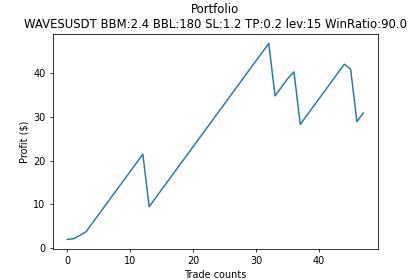 Portfolio
WAVESUSDT BBM:2.4 BBL:180 SL:1.2 TP:0.2 lev:15 WinRatio:90.0
40
30
20
10
0
Profit ($)
0 10 20 30 40
Trade counts